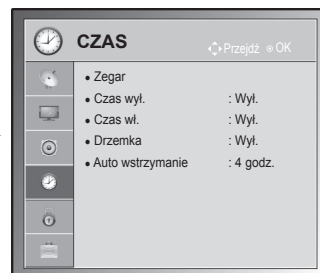 CZAS
Przejdź OK
• Zegar
• Czas wył. : Wył.
• Czas wł. : Wył.
• Drzemka : Wył.
• Auto wstrzymanie : 4 godz.